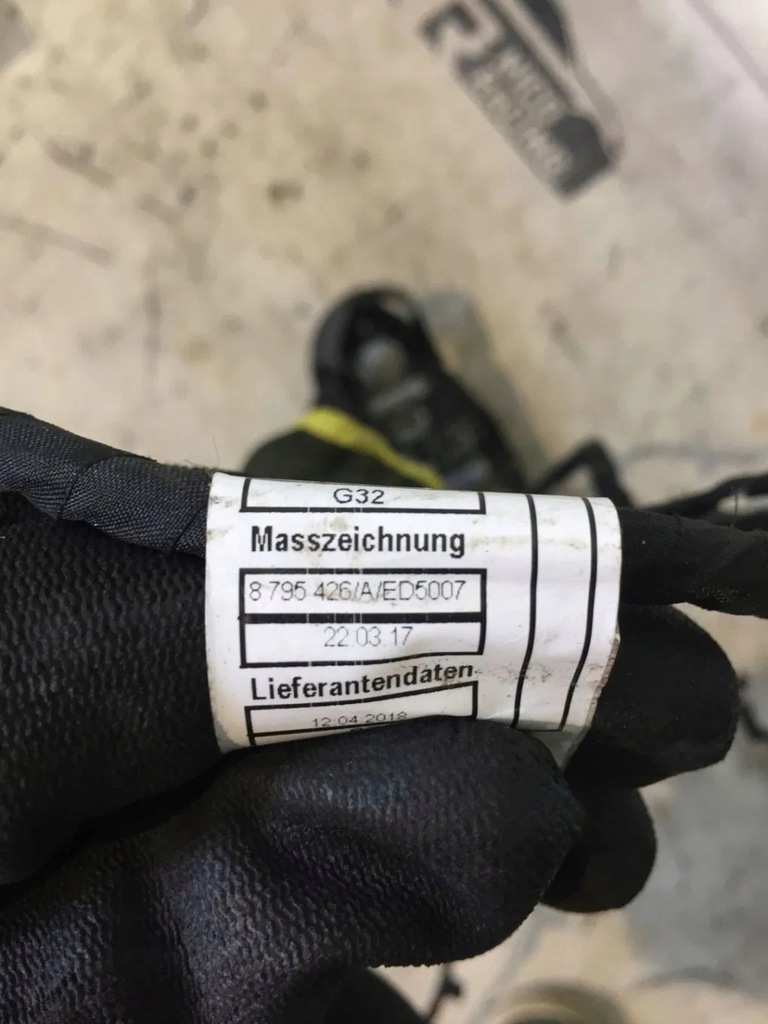 G32
Masszeichnung
8 795 426/A/ED5007
22.03.17
Lieferantendaten
12.04.2018